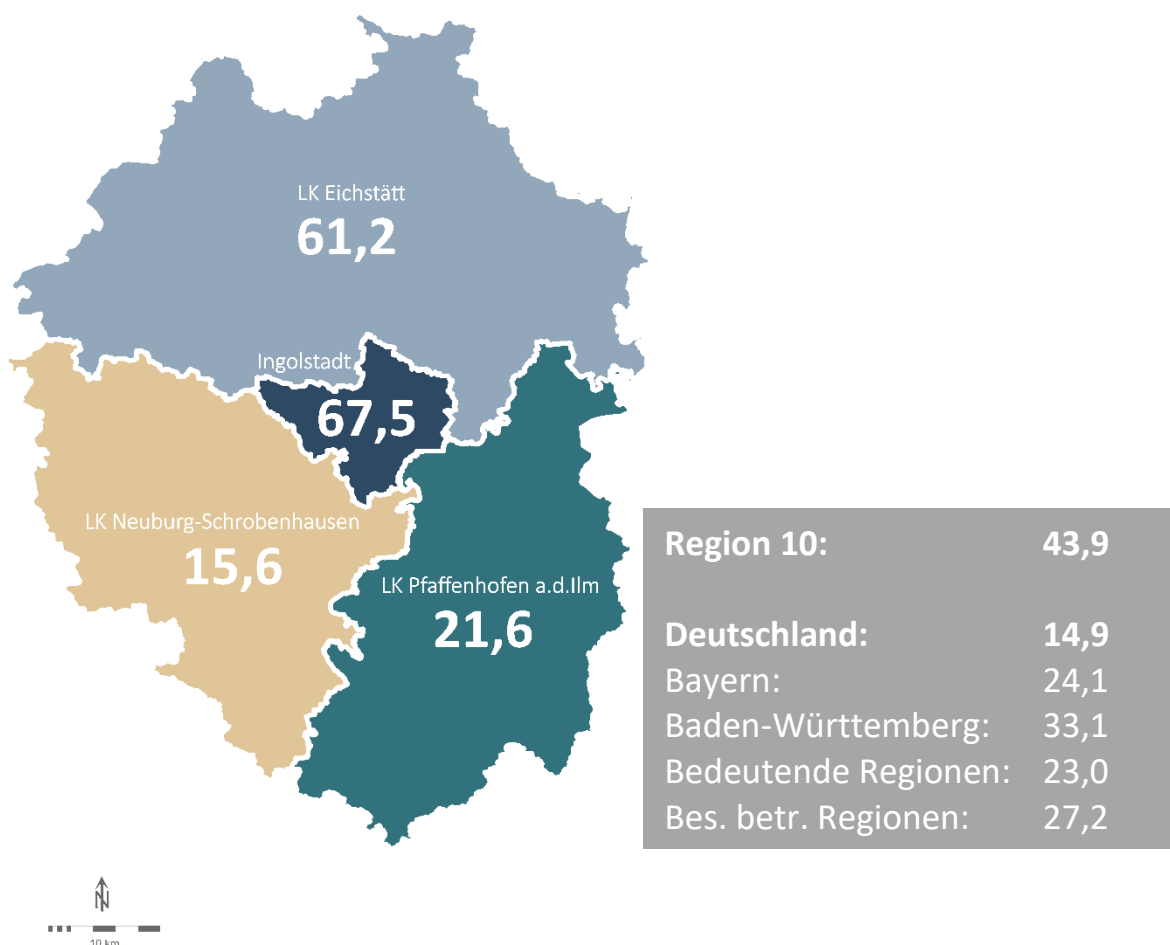 LK Eichstätt
61,2
Ingolstadt
67,5
LK Neuburg-Schrobenhausen
15,6
LK Pfaffenhofen a.d.Ilm
21,6
Region 10: 43,9
Deutschland: 14,9
Bayern: 24,1
Baden-Württemberg: 33,1
Bedeutende Regionen: 23,0
Bes. betr. Regionen: 27,2
N
10 km